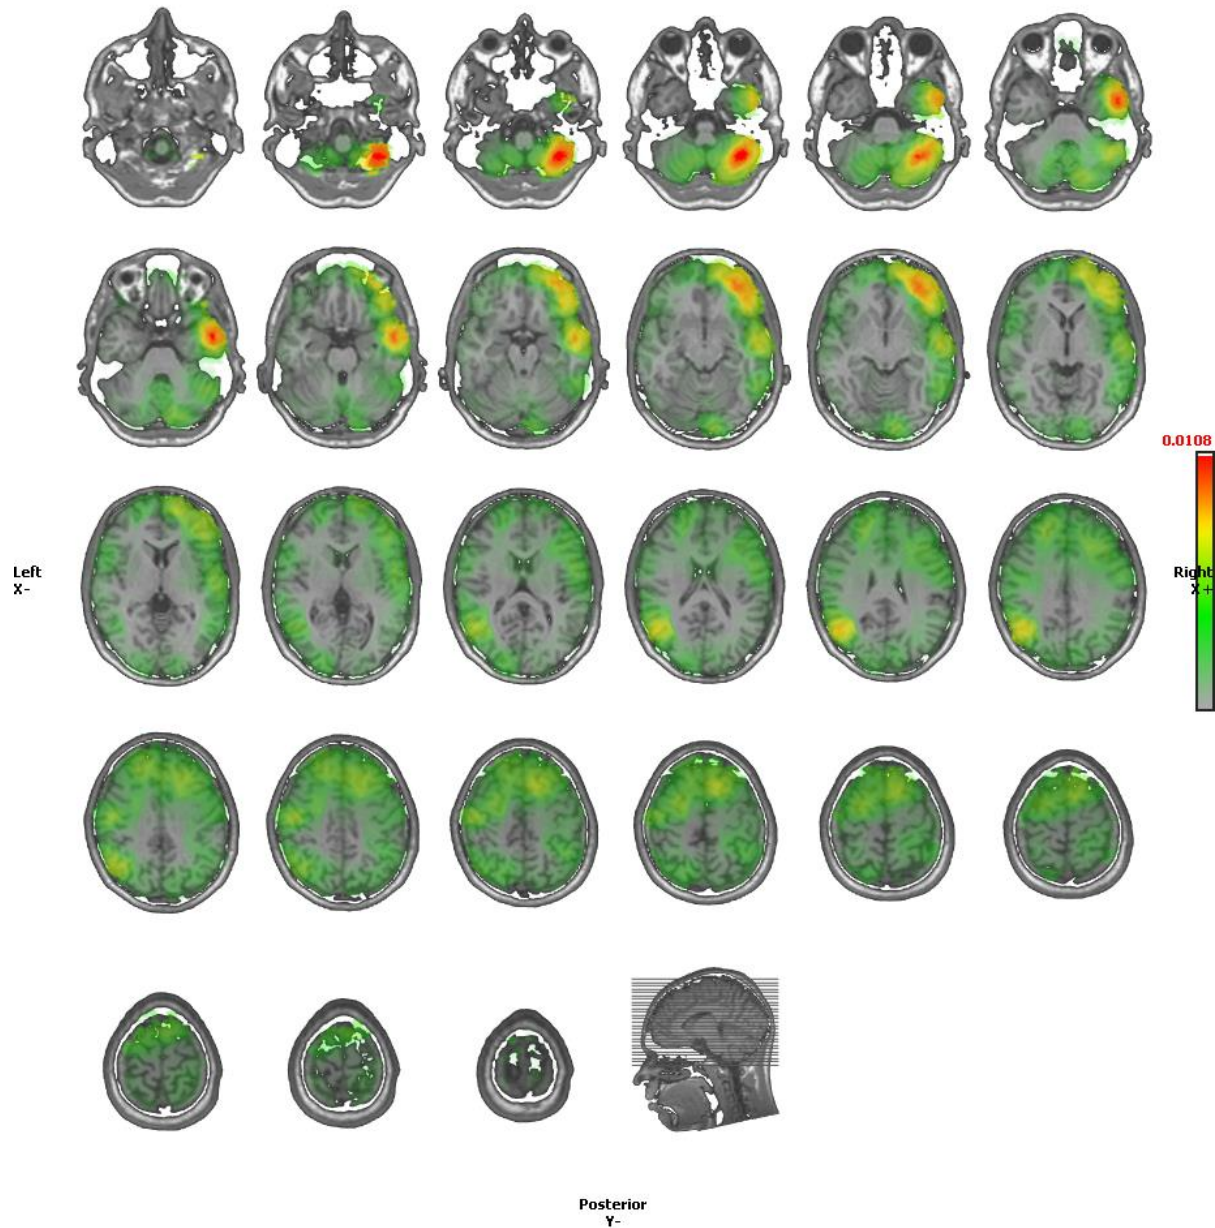 0.0108
Left
X-
Right
X+
Posterior
Y-